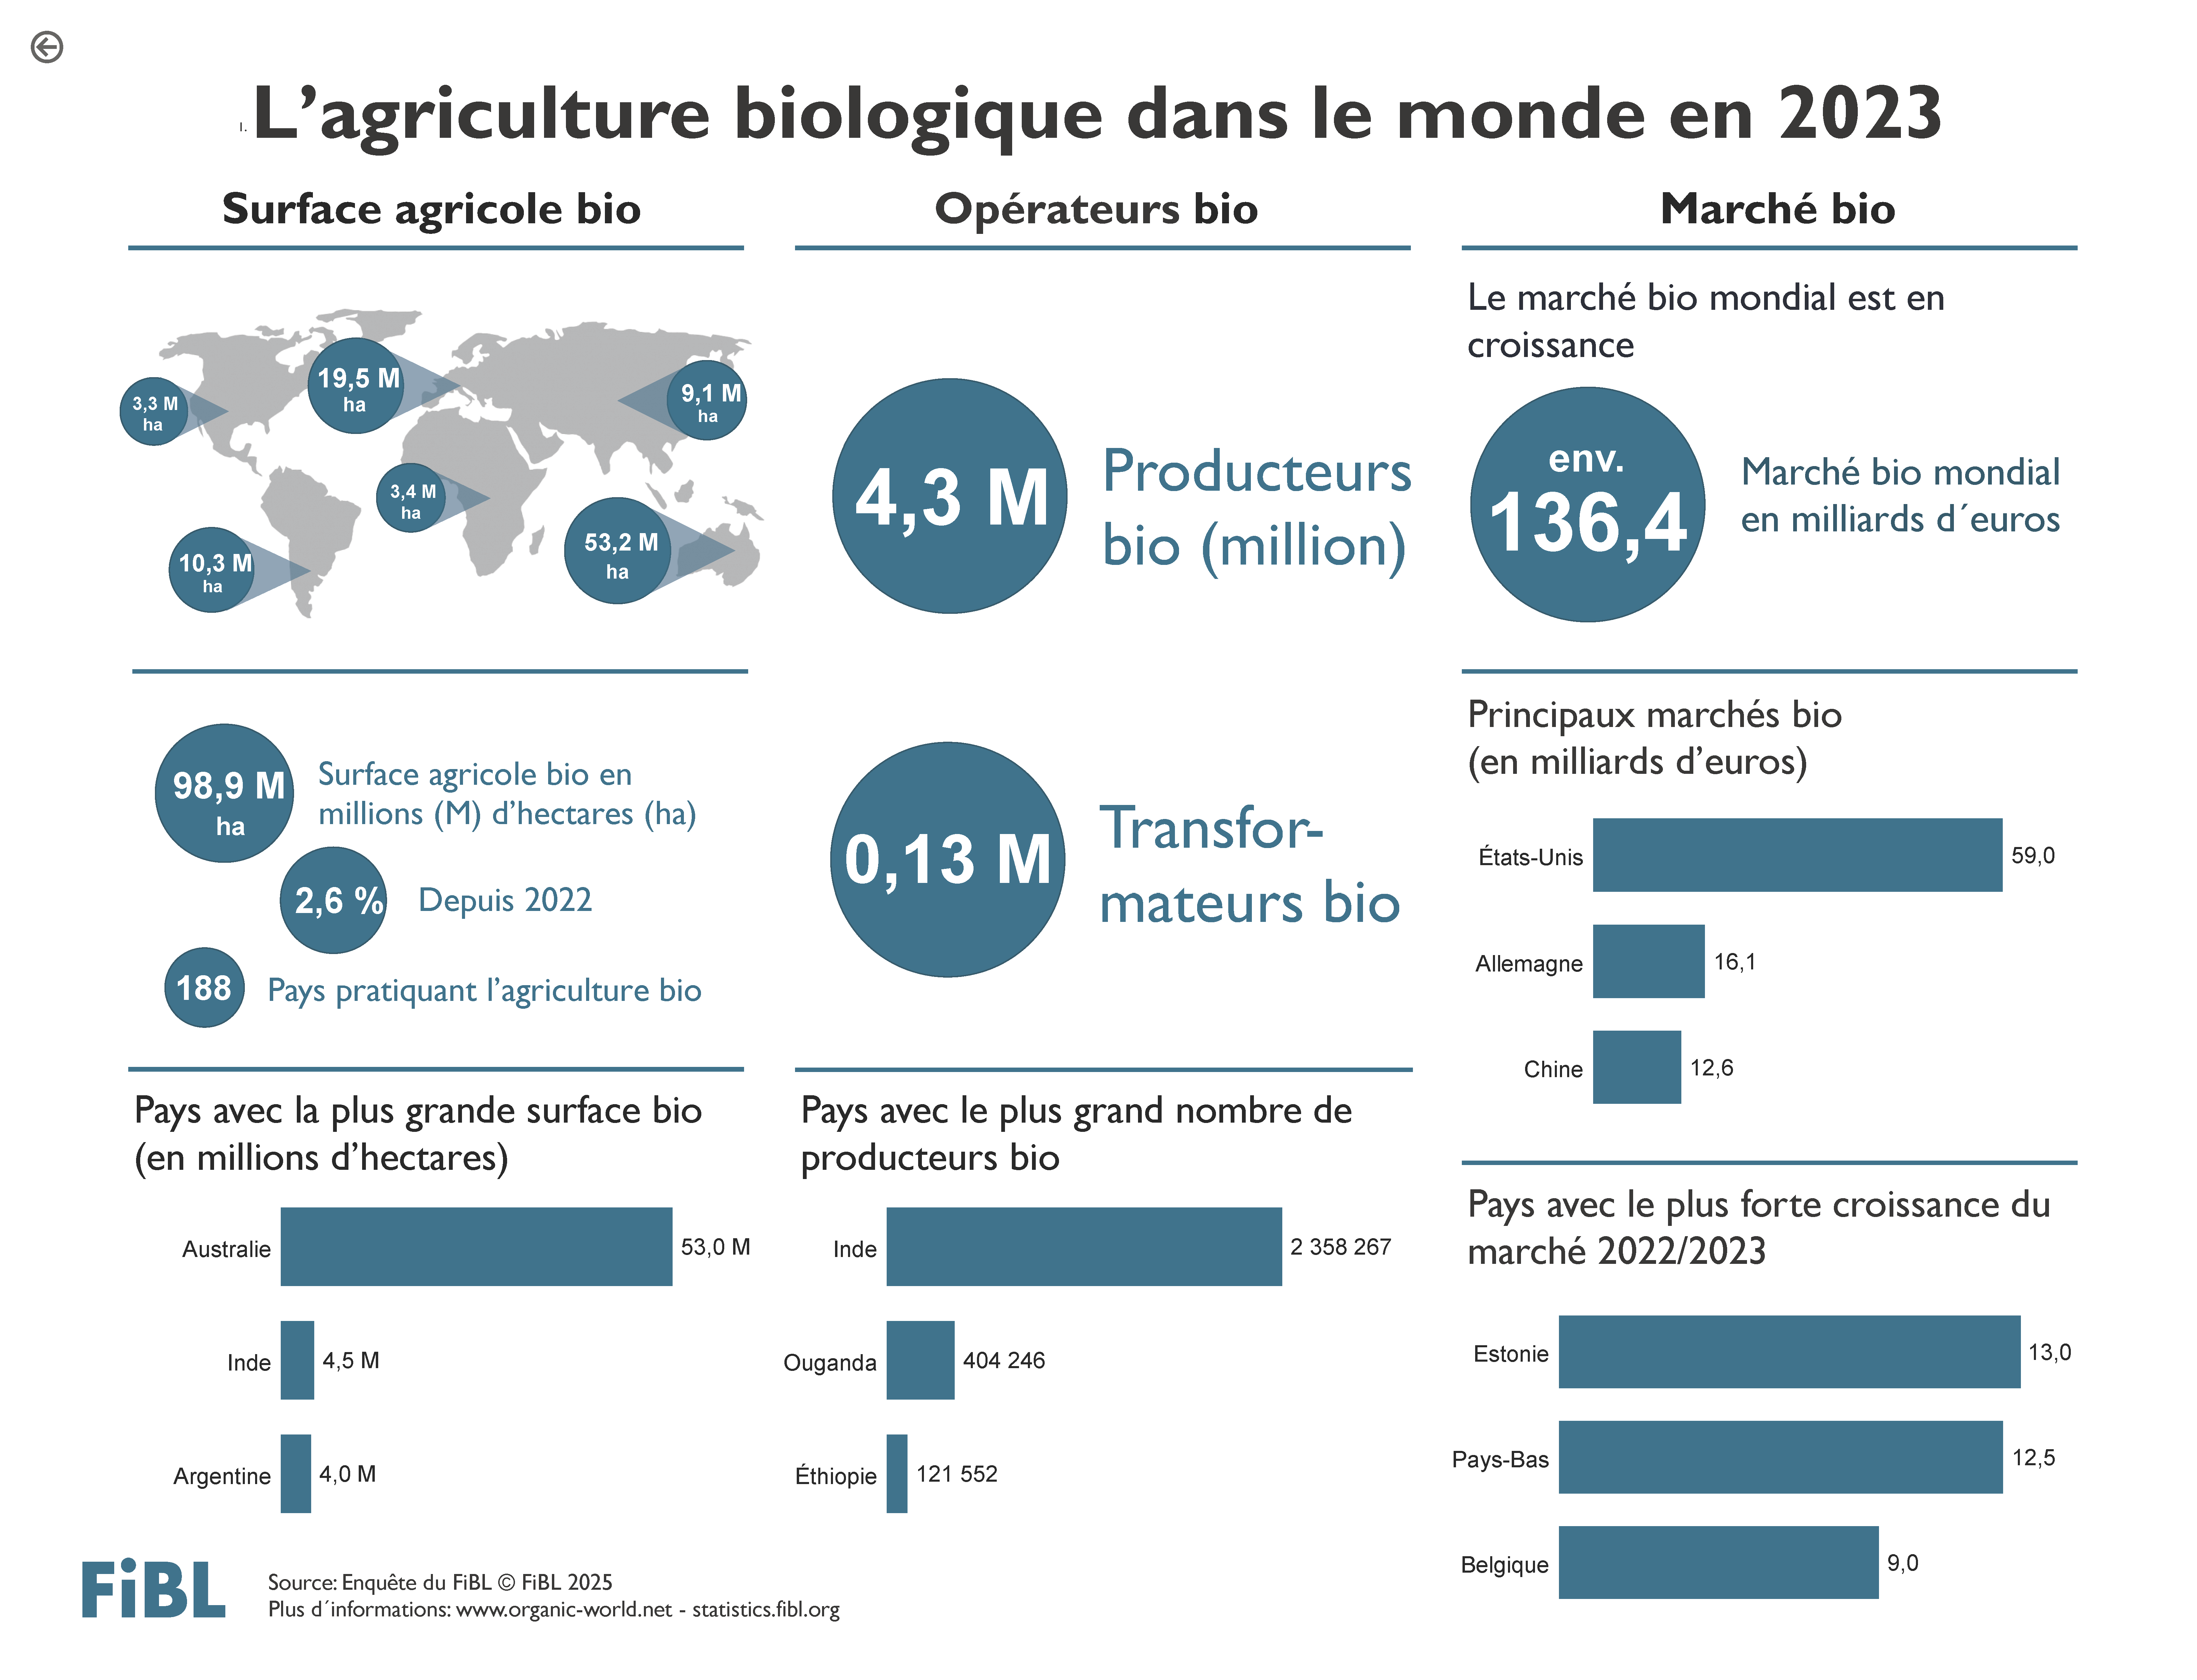 I. L’agriculture biologique dans le monde en 2023
Surface agricole bio
3,3 M
ha
19,5 M
ha
9,1 M
ha
3,4 M
ha
10,3 M
ha
53,2 M
ha
98,9 M
ha
Surface agricole bio en
millions (M) d’hectares (ha)
2,6 %
Depuis 2022
188
Pays pratiquant l’agriculture bio
Pays avec la plus grande surface bio
(en millions d’hectares)
Australie 53,0 M
Inde 4,5 M
Argentine 4,0 M
Opérateurs bio
4,3 M
Producteurs
bio (million)
0,13 M
Transfor-
mateurs bio
Pays avec le plus grand nombre de
producteurs bio
Inde 2 358 267
Ouganda 404 246
Éthiopie 121 552
Marché bio
Le marché bio mondial est en
croissance
env.
136,4
Marché bio mondial
en milliards d´euros
Principaux marchés bio
(en milliards d’euros)
États-Unis 59,0
Allemagne 16,1
Chine 12,6
Pays avec le plus forte croissance du
marché 2022/2023
Estonie 13,0
Pays-Bas 12,5
Belgique 9,0
FiBL
Source: Enquête du FiBL © FiBL 2025
Plus d´informations: www.organic-world.net - statistics.fibl.org